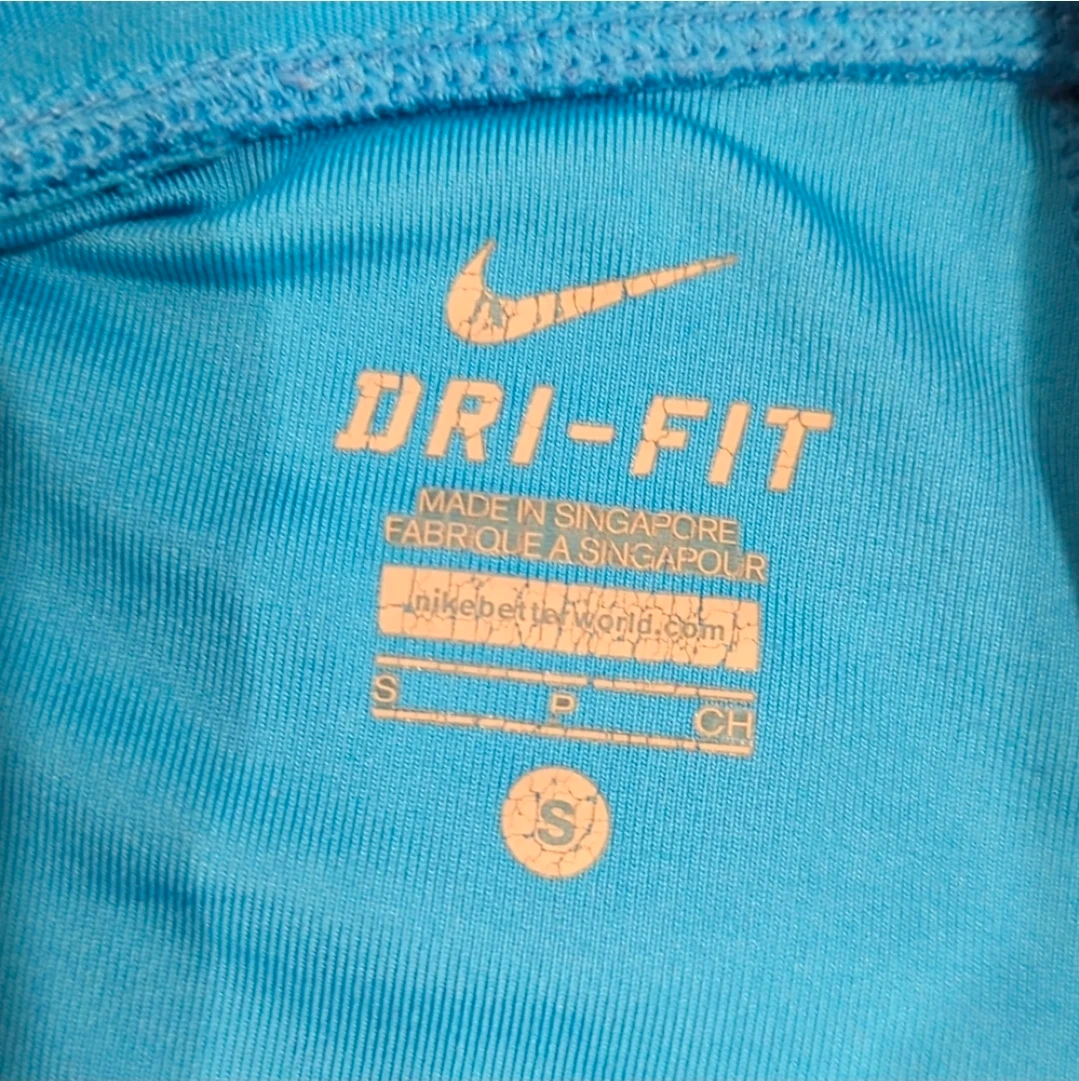 DRI-FIT
MADE IN SINGAPORE
FABRIQUE A SINGAPOUR
nikebetterworld.com
S P CH
S